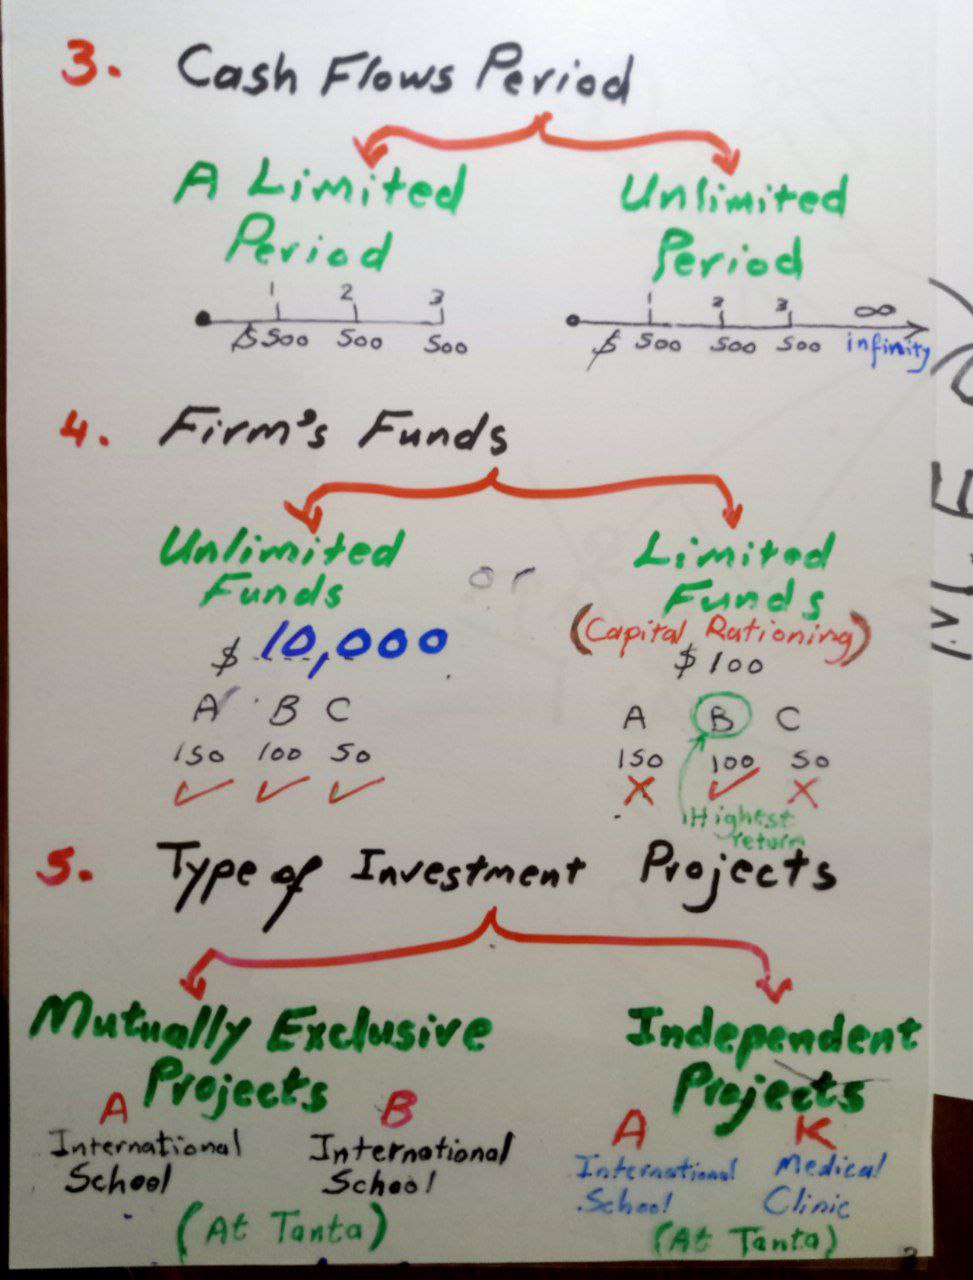 3. Cash Flows Period
A Limited Unlimited
Period Period
1 2 3 1 2 3 ∞
$ 500 500 500 $ 500 500 500 infinity
4. Firm's Funds
Unlimited or Limited
Funds Funds
(Capital Rationing)
$ 10,000 $ 100
A B C A B C
150 100 50 150 100 50
✓ ✓ ✓ X ✓ X
Highest
return
5. Type of Investment Projects
Mutually Exclusive Independent
Projects Projects
A B A K
International International International Medical
School School School Clinic
(At Tanta) (At Tanta)